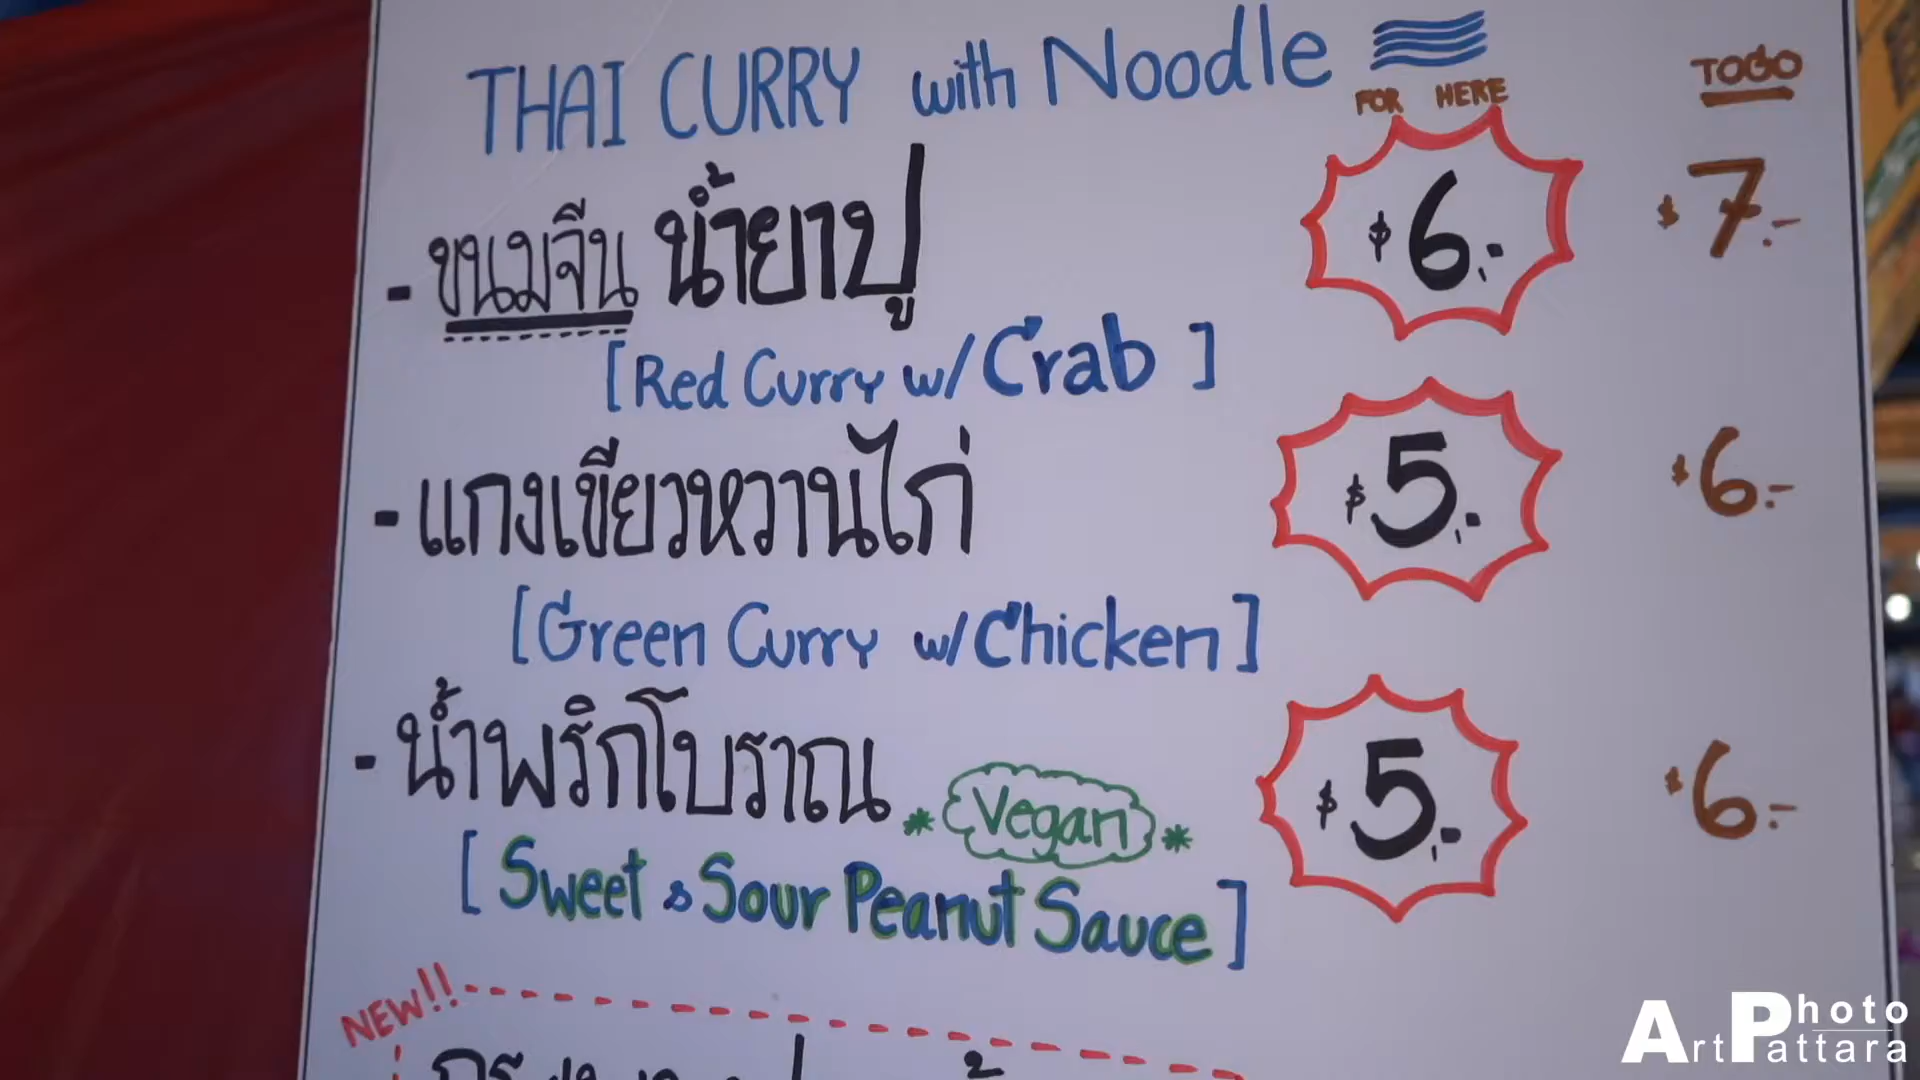 THAI CURRY with Noodle
FOR HERE
TOGO
- ขนมจีน น้ำยาปู $6.- $7.-
[Red Curry w/ Crab]
- แกงเขียวหวานไก่ $5.- $6.-
[Green Curry w/ Chicken]
- น้ำพริกโบราณ * Vegan * $5.- $6.-
[Sweet & Sour Peanut Sauce]
NEW!!
Art Photo Pattara